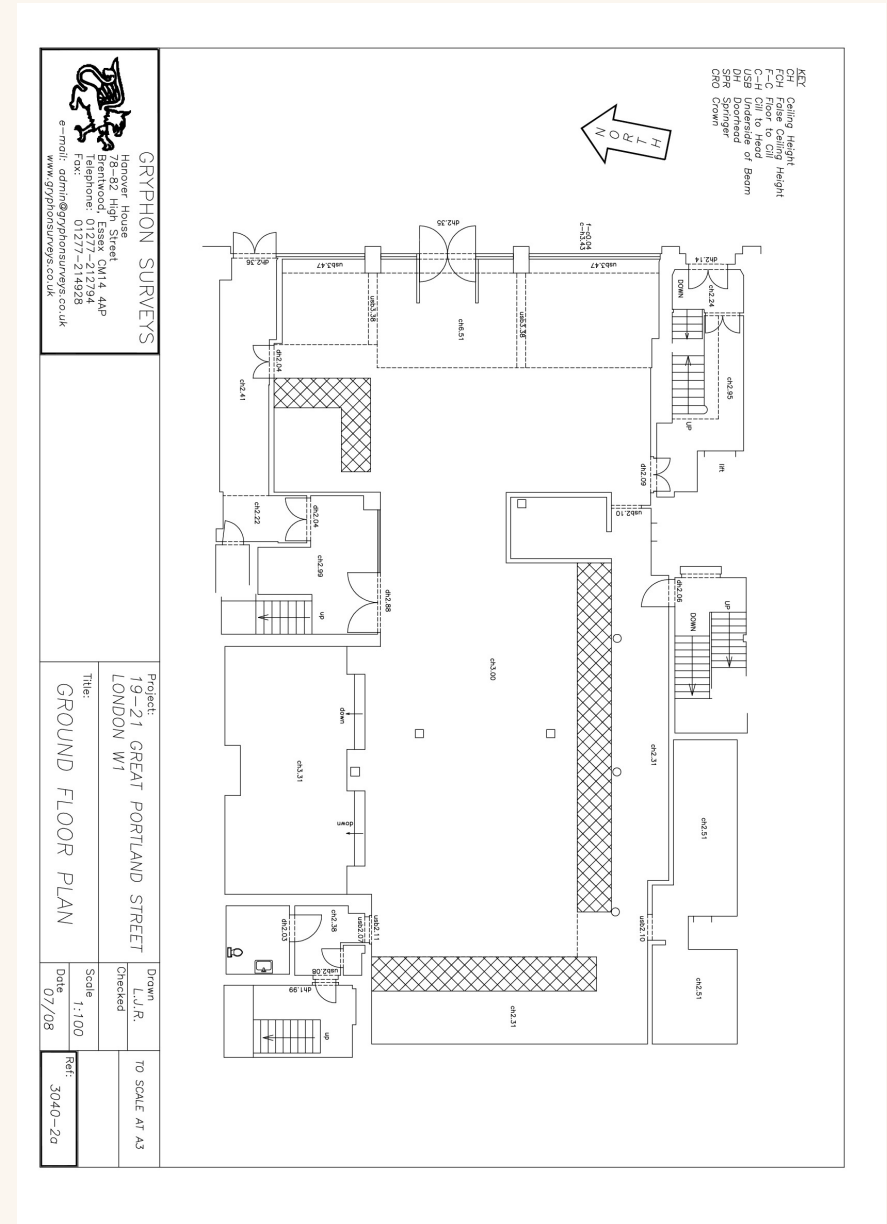 KEY
CH Ceiling Height
FCH False Ceiling Height
F-C Floor to Cill
C-H Cill to Head
USB Underside of Beam
DH Doorhead
SPR Springer
CRO Crown
NORTH
f-c0.04
c-h3.43
dh2.36
usb3.47
dh2.35
usb3.47
dh2.14
DOWN
ch2.24
usb3.38
ch6.51
usb3.38
ch2.95
UP
lift
dh2.04
ch2.41
dh2.09
usb2.10
ch2.22
dh2.04
ch2.99
up
dh2.88
dh2.06
UP
DOWN
ch3.00
down
ch3.31
down
ch2.31
ch2.51
ch2.51
usb2.10
usb2.11
usb2.07
ch2.38
dh2.03
usb2.08
dh1.99
up
ch2.31
GRYPHON SURVEYS
Hanover House
78-82 High Street
Brentwood, Essex CM14 4AP
Telephone: 01277-212794
Fax: 01277-214928
e-mail: admin@gryphonsurveys.co.uk
www.gryphonsurveys.co.uk
Project:
19-21 GREAT PORTLAND STREET
LONDON W1
Title:
GROUND FLOOR PLAN
Drawn
L.J.R.
Checked
Scale
1:100
Date
07/08
TO SCALE AT A3
Ref:
3040-2a